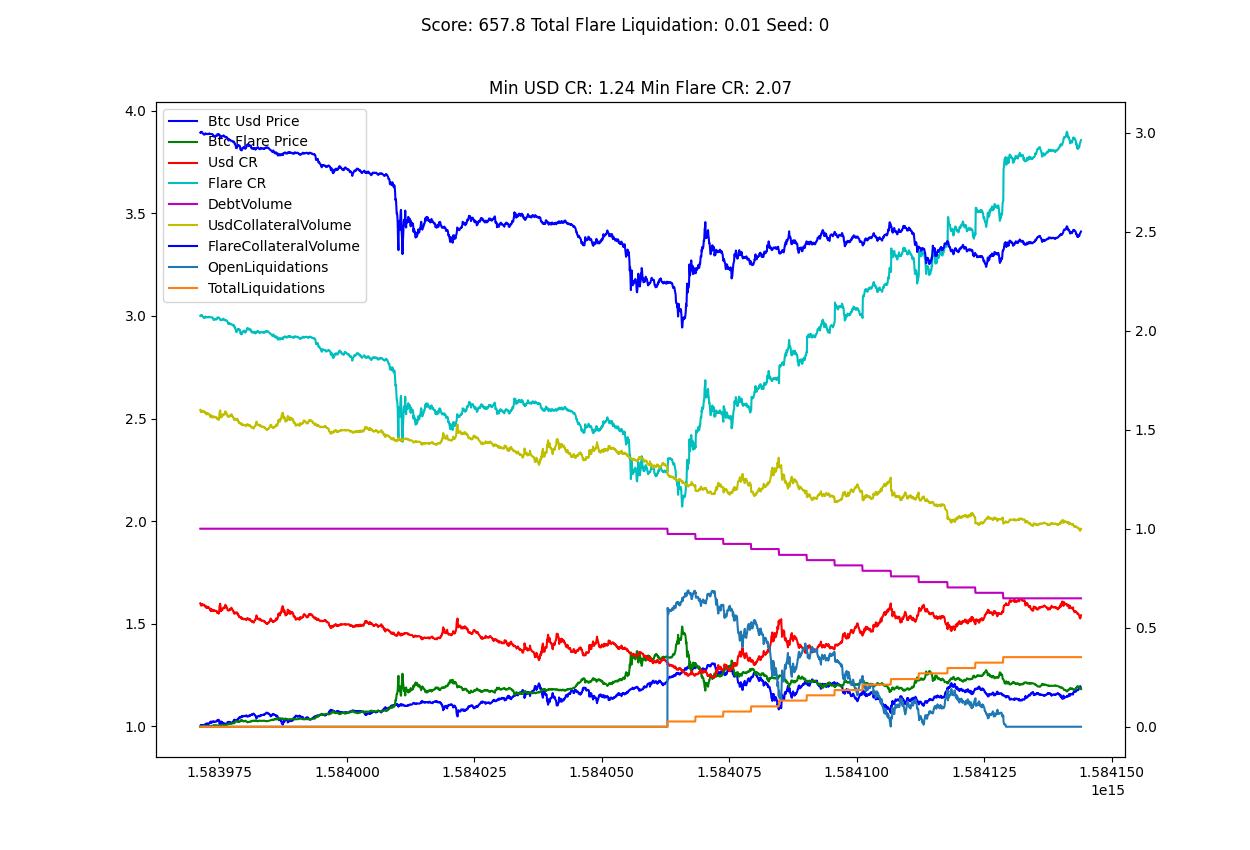 Score: 657.8 Total Flare Liquidation: 0.01 Seed: 0
Min USD CR: 1.24 Min Flare CR: 2.07
Btc Usd Price
Btc Flare Price
Usd CR
Flare CR
DebtVolume
UsdCollateralVolume
FlareCollateralVolume
OpenLiquidations
TotalLiquidations
4.0
3.5
3.0
2.5
2.0
1.5
1.0
3.0
2.5
2.0
1.5
1.0
0.5
0.0
1.583975 1.584000 1.584025 1.584050 1.584075 1.584100 1.584125 1.584150
1e15